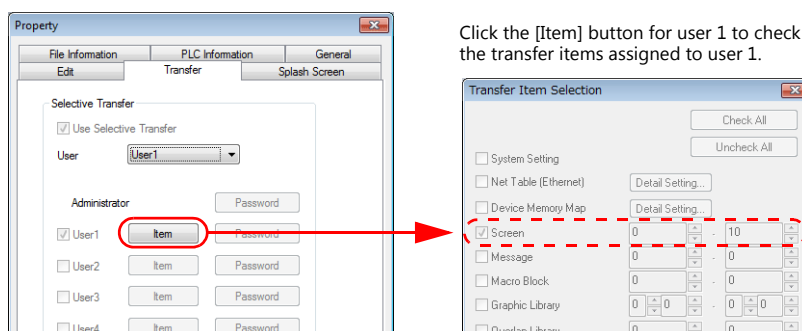 Property
File Information PLC Information General
Edit Transfer Splash Screen
Selective Transfer
Use Selective Transfer
User User1
Administrator Password
User1 Item Password
User2 Item Password
User3 Item Password
User4 Item Password
Click the [Item] button for user 1 to check
the transfer items assigned to user 1.
Transfer Item Selection
Check All
Uncheck All
System Setting
Net Table (Ethernet) Detail Setting...
Device Memory Map Detail Setting...
Screen 0 - 10
Message 0 - 0
Macro Block 0 - 0
Graphic Library 0 0 - 0 0
Overlap Library 0 - 0